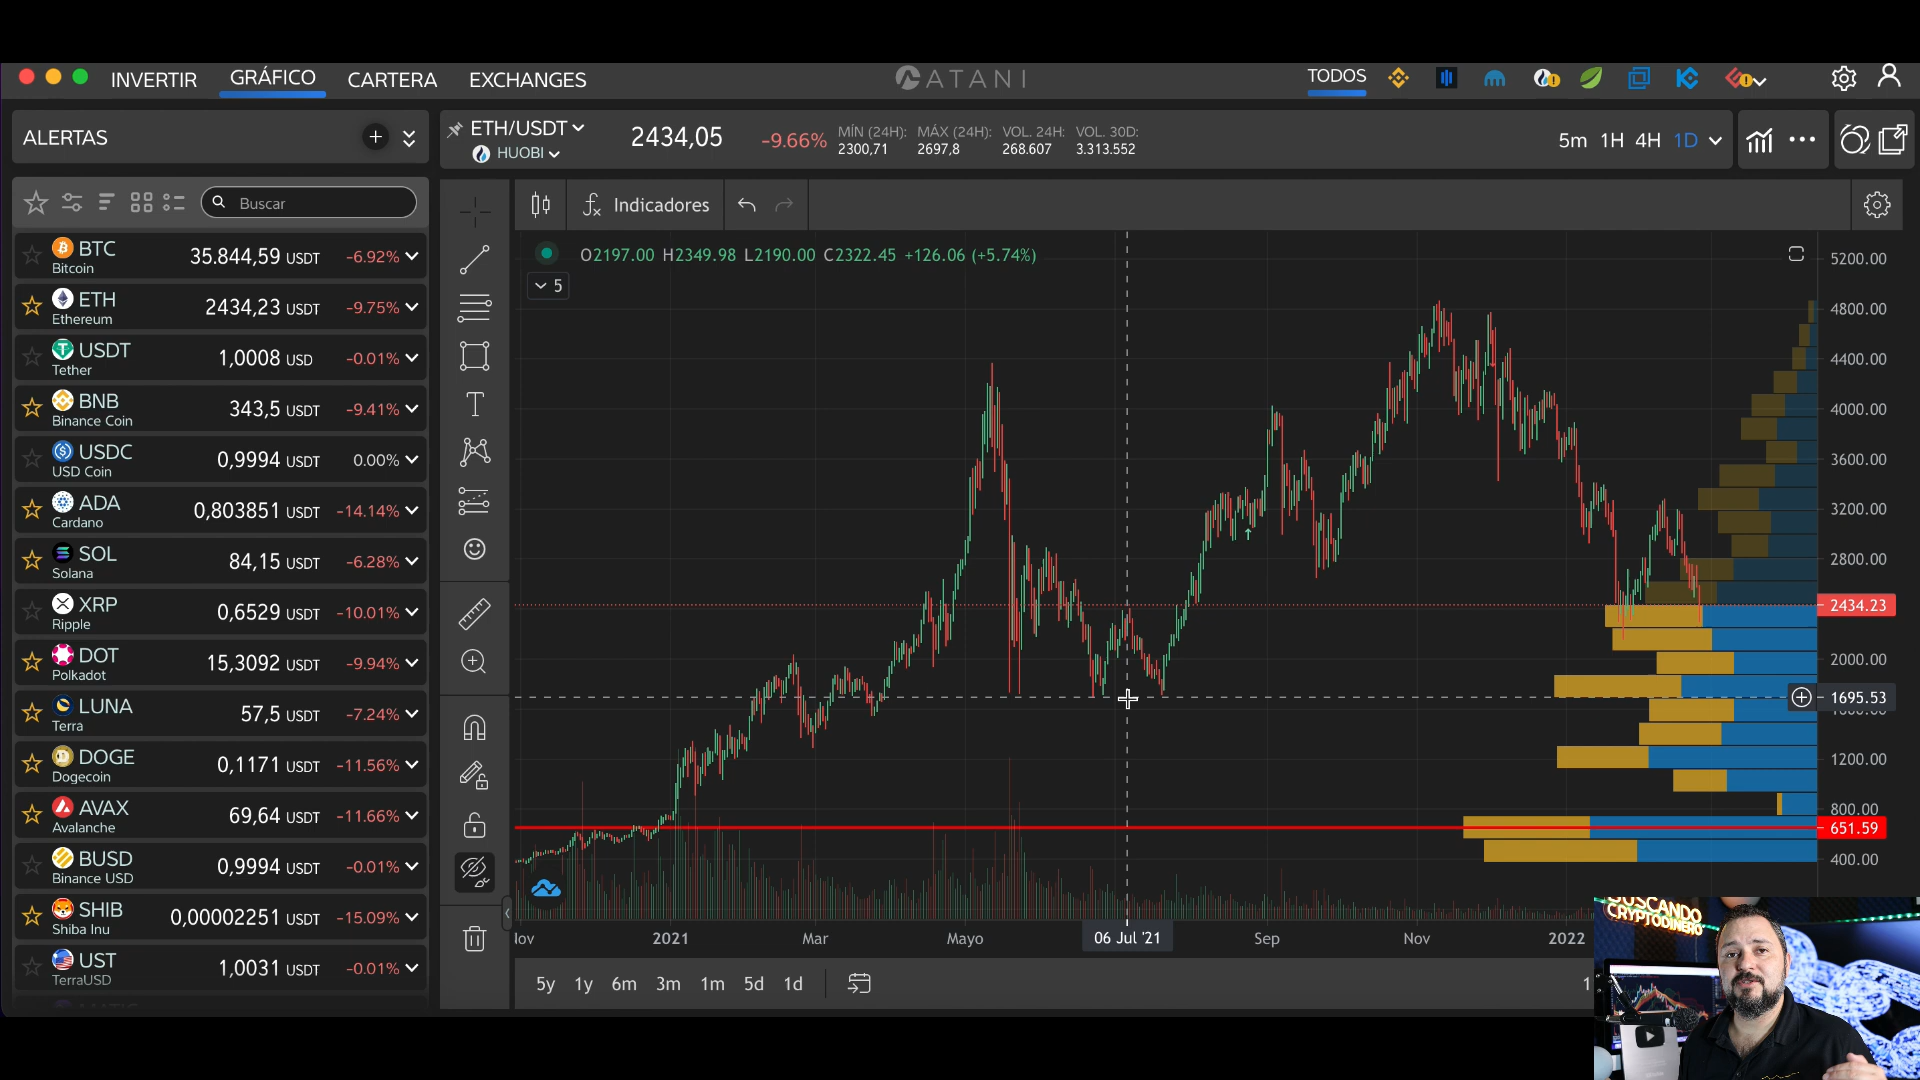 INVERTIR GRÁFICO CARTERA EXCHANGES ATANI TODOS
ALERTAS
ETH/USDT 2434,05 -9.66% MÍN (24H): MÁX (24H): VOL. 24H: VOL. 30D:
HUOBI 2300,71 2697,8 268.607 3.313.552
5m 1H 4H 1D
Buscar
Indicadores
O2197.00 H2349.98 L2190.00 C2322.45 +126.06 (+5.74%)
5
BTC 35.844,59 USDT -6.92%
Bitcoin
ETH 2434,23 USDT -9.75%
Ethereum
USDT 1,0008 USD -0.01%
Tether
BNB 343,5 USDT -9.41%
Binance Coin
USDC 0,9994 USDT 0.00%
USD Coin
ADA 0,803851 USDT -14.14%
Cardano
SOL 84,15 USDT -6.28%
Solana
XRP 0,6529 USDT -10.01%
Ripple
DOT 15,3092 USDT -9.94%
Polkadot
LUNA 57,5 USDT -7.24%
Terra
DOGE 0,1171 USDT -11.56%
Dogecoin
AVAX 69,64 USDT -11.66%
Avalanche
BUSD 0,9994 USDT -0.01%
Binance USD
SHIB 0,00002251 USDT -15.09%
Shiba Inu
UST 1,0031 USDT -0.01%
TerraUSD
5200.00
4800.00
4400.00
4000.00
3600.00
3200.00
2800.00
2434.23
2000.00
1695.53
1200.00
800.00
651.59
400.00
Nov 2021 Mar Mayo 06 Jul '21 Sep Nov 2022
5y 1y 6m 3m 1m 5d 1d
BUSCANDO
CRYPTODINERO